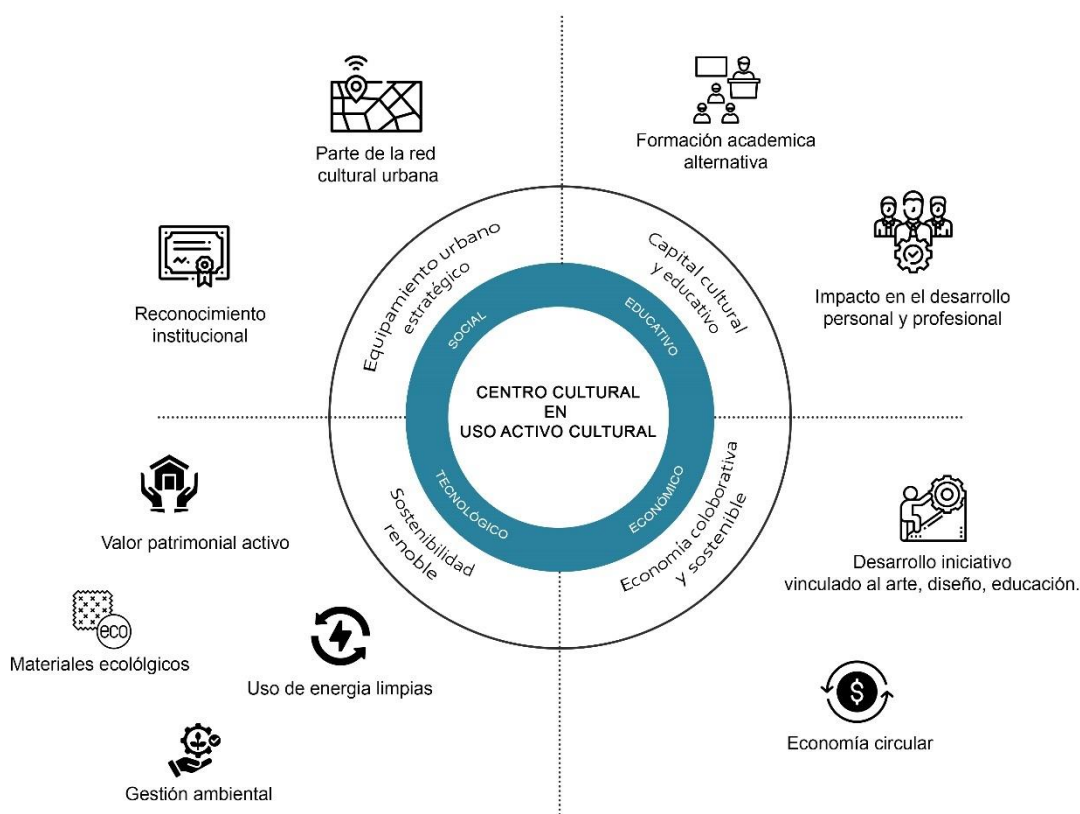 Parte de la red
cultural urbana
Formación academica
alternativa
Reconocimiento
institucional
Impacto en el desarrollo
personal y profesional
Equipamiento urbano
estratégico
Capital cultural
y educativo
SOCIAL
EDUCATIVO
CENTRO CULTURAL
EN
USO ACTIVO CULTURAL
TECNOLÓGICO
ECONÓMICO
Sostenibilidad
renoble
Economía coloborativa
y sostenible
Valor patrimonial activo
Desarrollo iniciativo
vinculado al arte, diseño, educación.
eco
Materiales ecolólgicos
Uso de energia limpias
$
Economía circular
Gestión ambiental